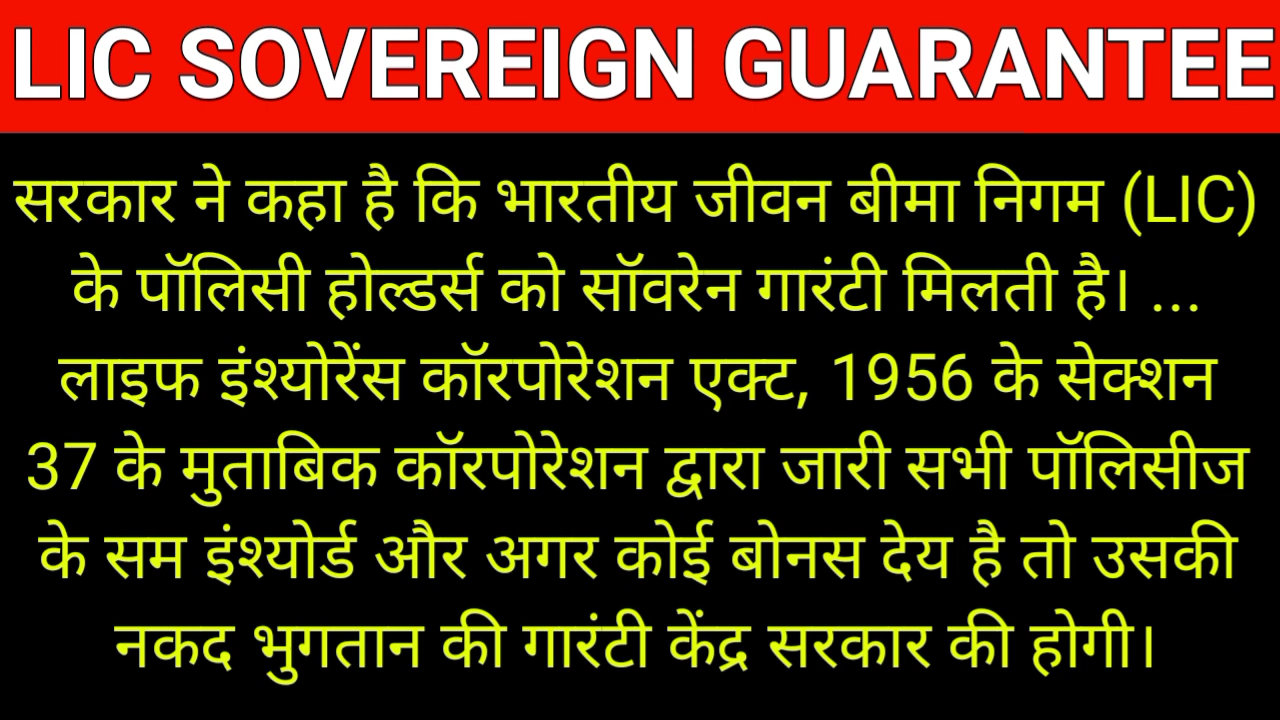 LIC SOVEREIGN GUARANTEE
सरकार ने कहा है कि भारतीय जीवन बीमा निगम (LIC)
के पॉलिसी होल्डर्स को सॉवरेन गारंटी मिलती है। ...
लाइफ इंश्योरेंस कॉरपोरेशन एक्ट, 1956 के सेक्शन
37 के मुताबिक कॉरपोरेशन द्वारा जारी सभी पॉलिसीज
के सम इंश्योर्ड और अगर कोई बोनस देय है तो उसकी
नकद भुगतान की गारंटी केंद्र सरकार की होगी।